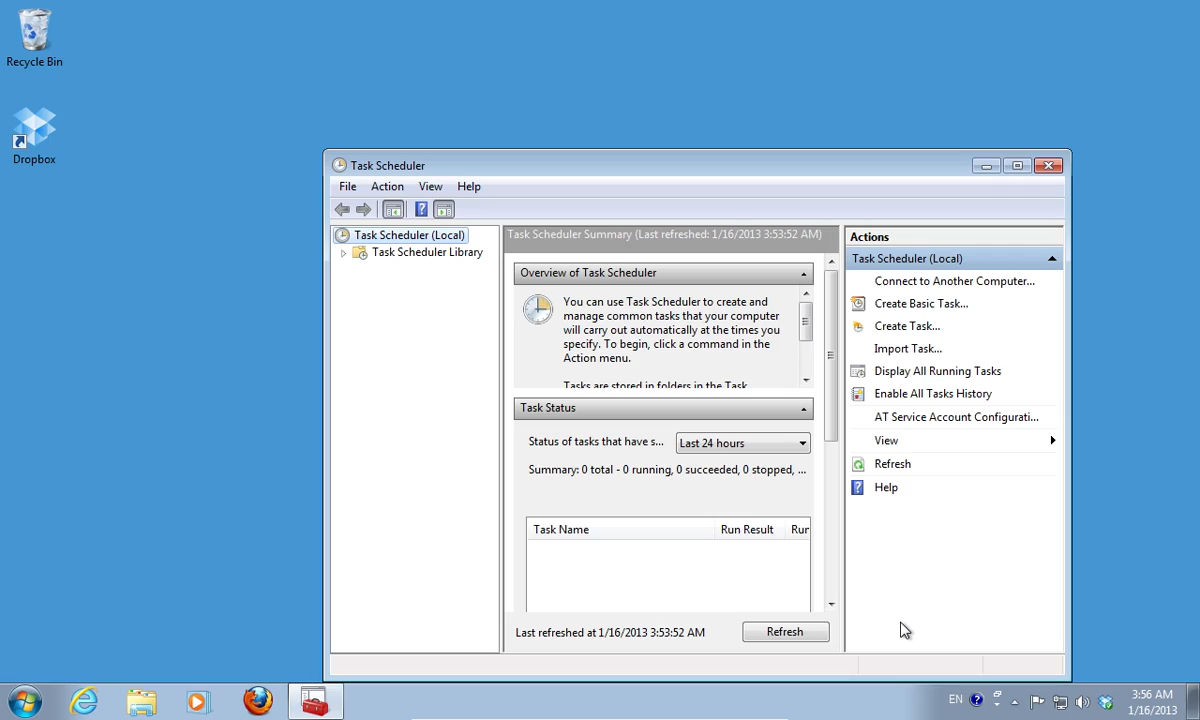 Recycle Bin
Dropbox
Task Scheduler
File Action View Help
Task Scheduler (Local)
Task Scheduler Library
Task Scheduler Summary (Last refreshed: 1/16/2013 3:53:52 AM)
Overview of Task Scheduler
You can use Task Scheduler to create and
manage common tasks that your computer
will carry out automatically at the times you
specify. To begin, click a command in the
Action menu.
Tasks are stored in folders in the Task
Task Status
Status of tasks that have s...
Last 24 hours
Summary: 0 total - 0 running, 0 succeeded, 0 stopped, ...
Task Name Run Result Run
Last refreshed at 1/16/2013 3:53:52 AM
Refresh
Actions
Task Scheduler (Local)
Connect to Another Computer...
Create Basic Task...
Create Task...
Import Task...
Display All Running Tasks
Enable All Tasks History
AT Service Account Configurati...
View
Refresh
Help
EN
3:56 AM
1/16/2013